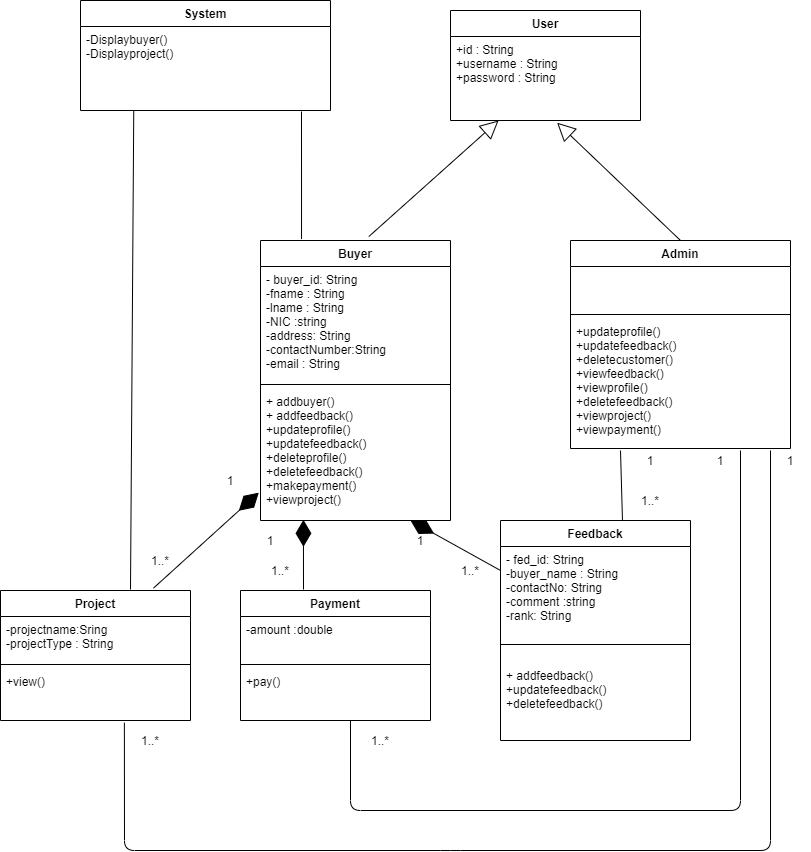 System
-Displaybuyer()
-Displayproject()
User
+id : String
+username : String
+password : String
Buyer
- buyer_id: String
-fname : String
-lname : String
-NIC :string
-address: String
-contactNumber:String
-email : String
+ addbuyer()
+ addfeedback()
+updateprofile()
+updatefeedback()
+deleteprofile()
+deletefeedback()
+makepayment()
+viewproject()
Admin
+updateprofile()
+updatefeedback()
+deletecustomer()
+viewfeedback()
+viewprofile()
+deletefeedback()
+viewproject()
+viewpayment()
1
1
1
1
1..*
1
1
1..*
1..*
1..*
Project
-projectname:Sring
-projectType : String
+view()
Payment
-amount :double
+pay()
Feedback
- fed_id: String
-buyer_name : String
-contactNo: String
-comment :string
-rank: String
+ addfeedback()
+updatefeedback()
-deletefeedback()
1..*
1..*